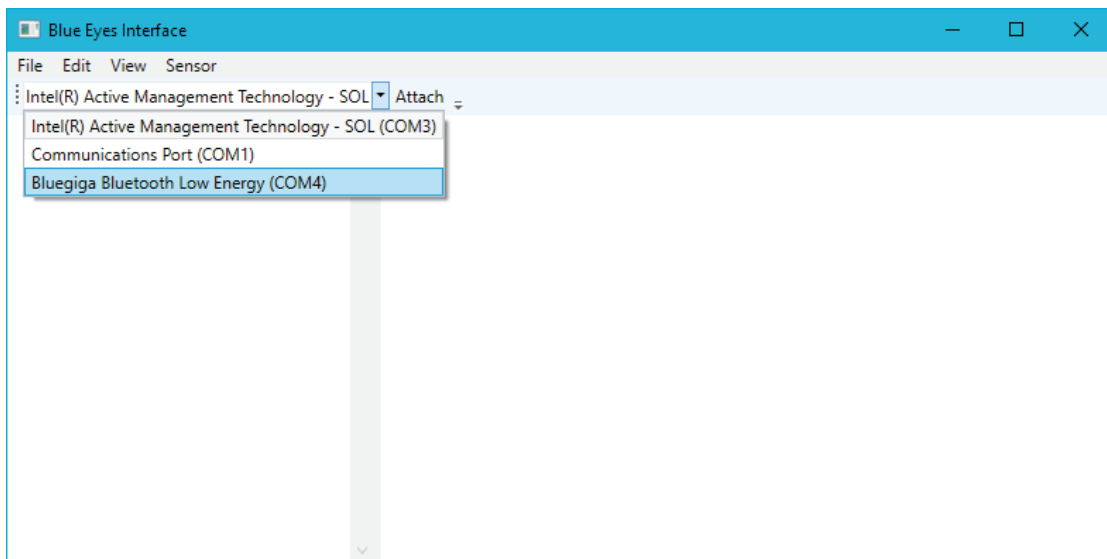 Blue Eyes Interface
File Edit View Sensor
Intel(R) Active Management Technology - SOL Attach
Intel(R) Active Management Technology - SOL (COM3)
Communications Port (COM1)
Bluegiga Bluetooth Low Energy (COM4)